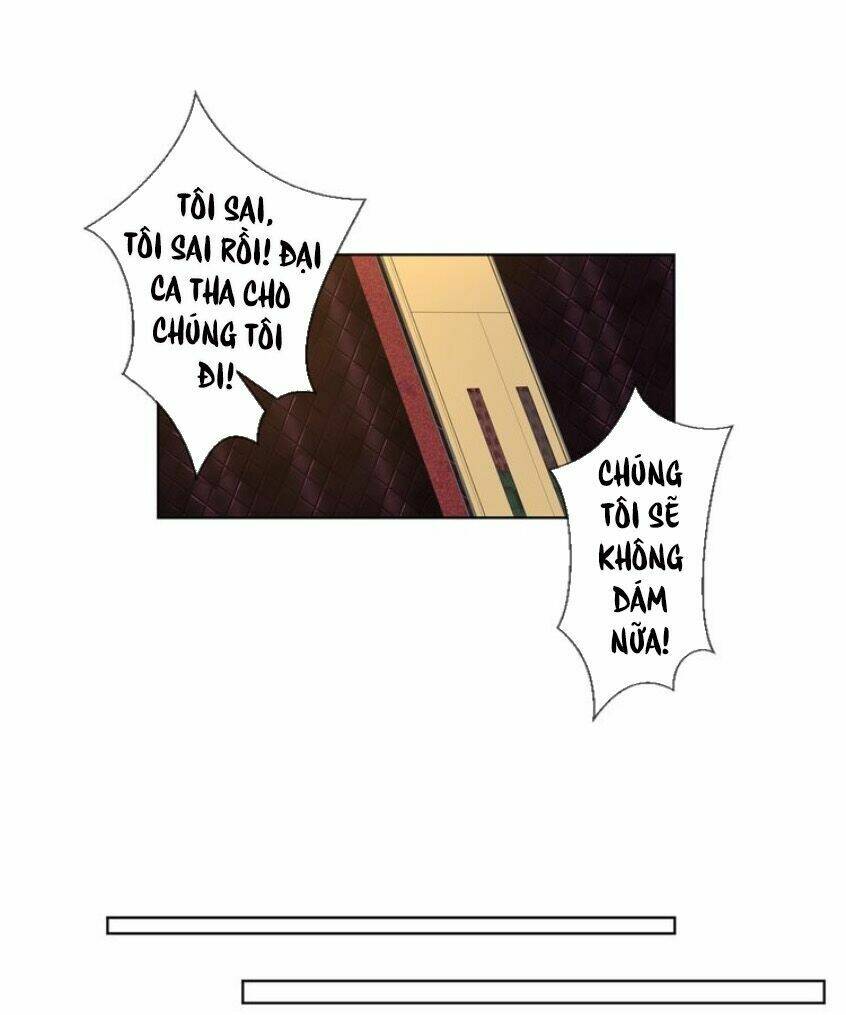 TÔI SAI,
TÔI SAI RỒI! ĐẠI
CA THA CHO
CHÚNG TÔI
ĐI!
CHÚNG
TÔI SẼ
KHÔNG
DÁM
NỮA!